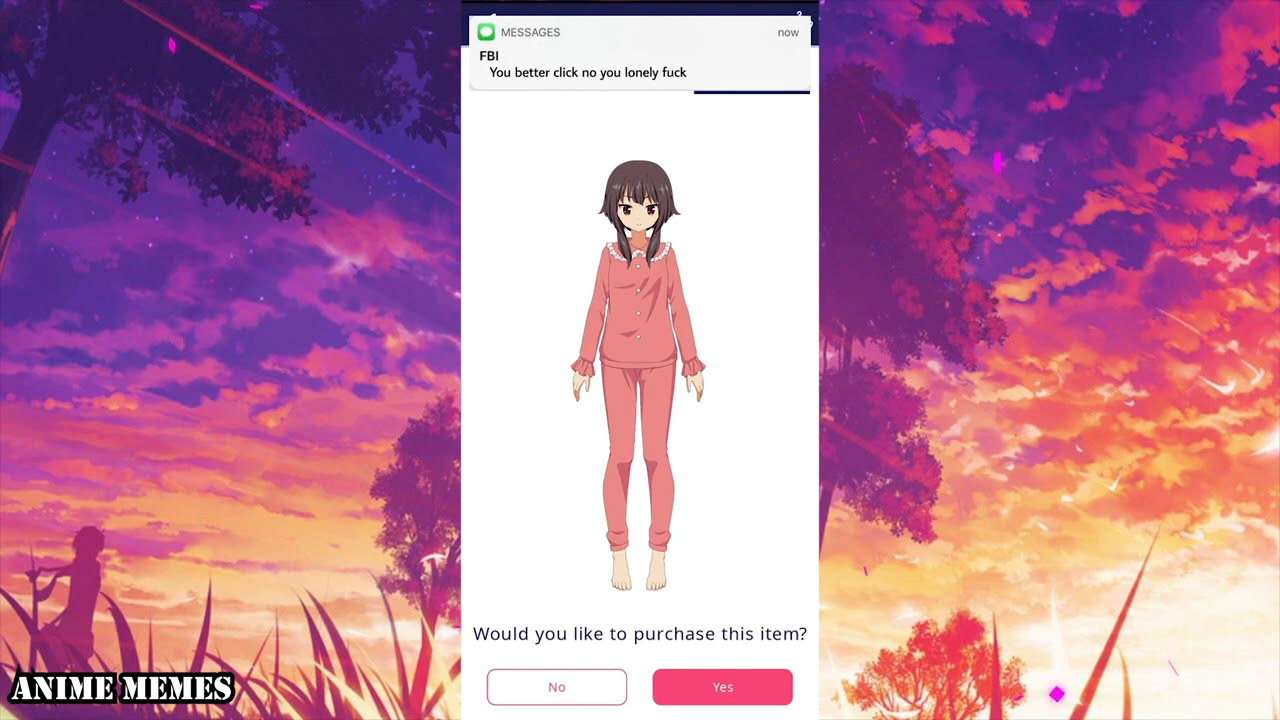 MESSAGES
now
FBI
You better click no you lonely fuck
Would you like to purchase this item?
No
Yes
ANIME MEMES